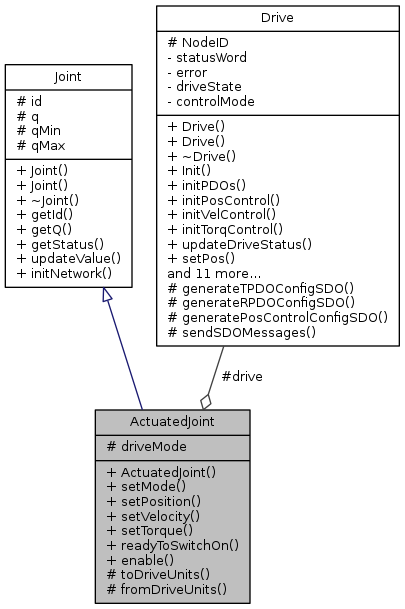 Drive
# NodeID
- statusWord
- error
- driveState
- controlMode
+ Drive()
+ Drive()
+ ~Drive()
+ Init()
+ initPDOs()
+ initPosControl()
+ initVelControl()
+ initTorqControl()
+ updateDriveStatus()
+ setPos()
and 11 more...
# generateTPDOConfigSDO()
# generateRPDOConfigSDO()
# generatePosControlConfigSDO()
# sendSDOMessages()
Joint
# id
# q
# qMin
# qMax
+ Joint()
+ Joint()
+ ~Joint()
+ getId()
+ getQ()
+ getStatus()
+ updateValue()
+ initNetwork()
#drive
ActuatedJoint
# driveMode
+ ActuatedJoint()
+ setMode()
+ setPosition()
+ setVelocity()
+ setTorque()
+ readyToSwitchOn()
+ enable()
# toDriveUnits()
# fromDriveUnits()